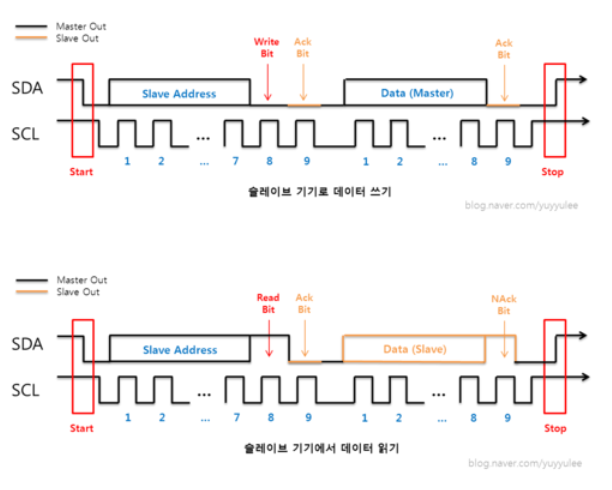 Master Out
Slave Out
Write Bit
Ack Bit
Ack Bit
SDA
Slave Address
Data (Master)
SCL
1 2 ... 7 8 9 1 2 ... 8 9
Start
Stop
슬레이브 기기로 데이터 쓰기
blog.naver.com/yuyyulee
Master Out
Slave Out
Read Bit
Ack Bit
NAck Bit
SDA
Slave Address
Data (Slave)
SCL
1 2 ... 7 8 9 1 2 ... 8 9
Start
Stop
슬레이브 기기에서 데이터 읽기
blog.naver.com/yuyyulee